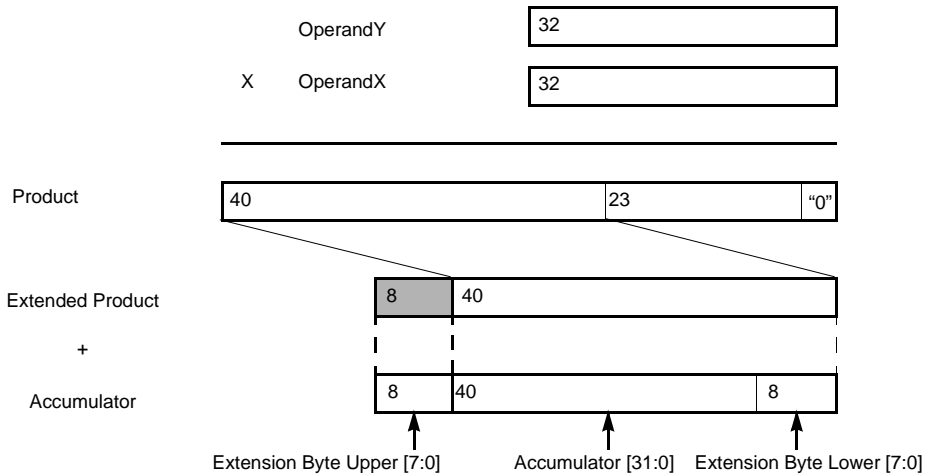 OperandY 32
X OperandX 32
Product 40 23 “0”
Extended Product 8 40
+
Accumulator 8 40 8
Extension Byte Upper [7:0] Accumulator [31:0] Extension Byte Lower [7:0]